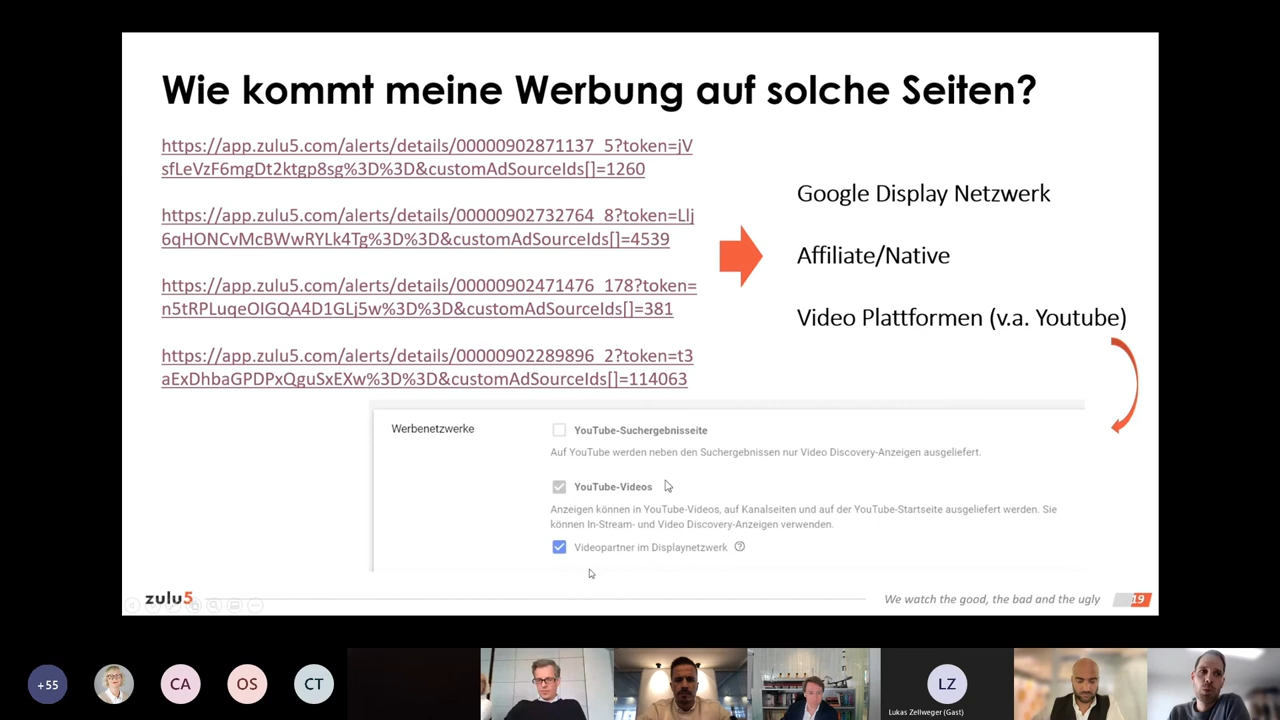 Wie kommt meine Werbung auf solche Seiten?
https://app.zulu5.com/alerts/details/00000902871137_5?token=jV
sfLeVzF6mgDt2ktgp8sg%3D%3D&customAdSourceIds[]=1260
https://app.zulu5.com/alerts/details/00000902732764_8?token=Llj
6qHONCvMcBWwRYLk4Tg%3D%3D&customAdSourceIds[]=4539
https://app.zulu5.com/alerts/details/00000902471476_178?token=
n5tRPLuqeOIGQA4D1GLj5w%3D%3D&customAdSourceIds[]=381
https://app.zulu5.com/alerts/details/00000902289896_2?token=t3
aExDhbaGPDPxQguSxEXw%3D%3D&customAdSourceIds[]=114063
Google Display Netzwerk
Affiliate/Native
Video Plattformen (v.a. Youtube)
Werbenetzwerke
YouTube-Suchergebnisseite
Auf YouTube werden neben den Suchergebnissen nur Video Discovery-Anzeigen ausgeliefert.
YouTube-Videos
Anzeigen können in YouTube-Videos, auf Kanalseiten und auf der YouTube-Startseite ausgeliefert werden. Sie
können In-Stream- und Video Discovery-Anzeigen verwenden.
Videopartner im Displaynetzwerk
zulu5
We watch the good, the bad and the ugly
19
+55
CA
OS
CT
LZ
Lukas Zellweger (Gast)